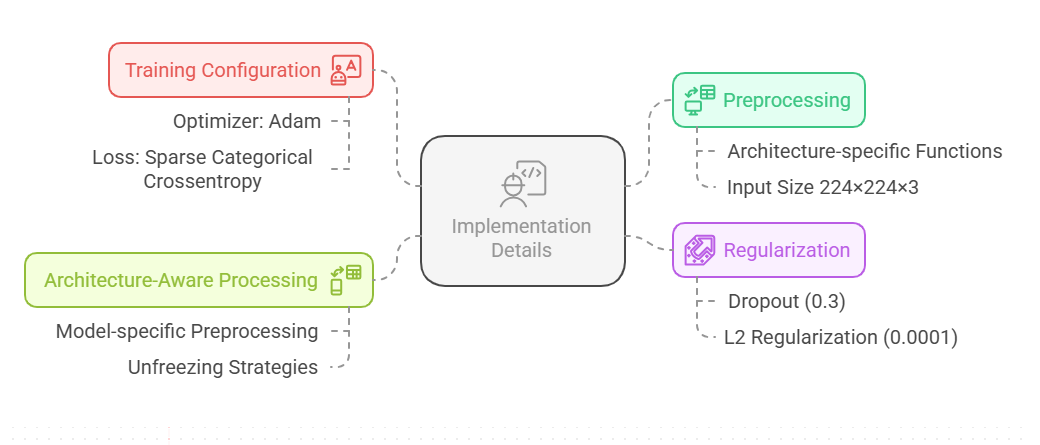 Training Configuration
Optimizer: Adam
Loss: Sparse Categorical
Crossentropy
Architecture-Aware Processing
Model-specific Preprocessing
Unfreezing Strategies
Implementation
Details
Preprocessing
Architecture-specific Functions
Input Size 224×224×3
Regularization
Dropout (0.3)
L2 Regularization (0.0001)